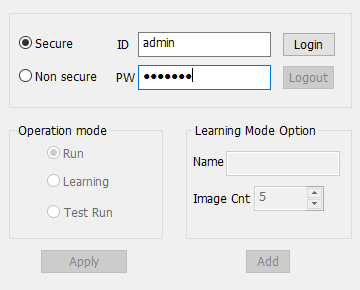 Secure ID admin Login
Non secure PW ●●●●●●● Logout
Operation mode
Run
Learning
Test Run
Apply
Learning Mode Option
Name
Image Cnt 5
Add